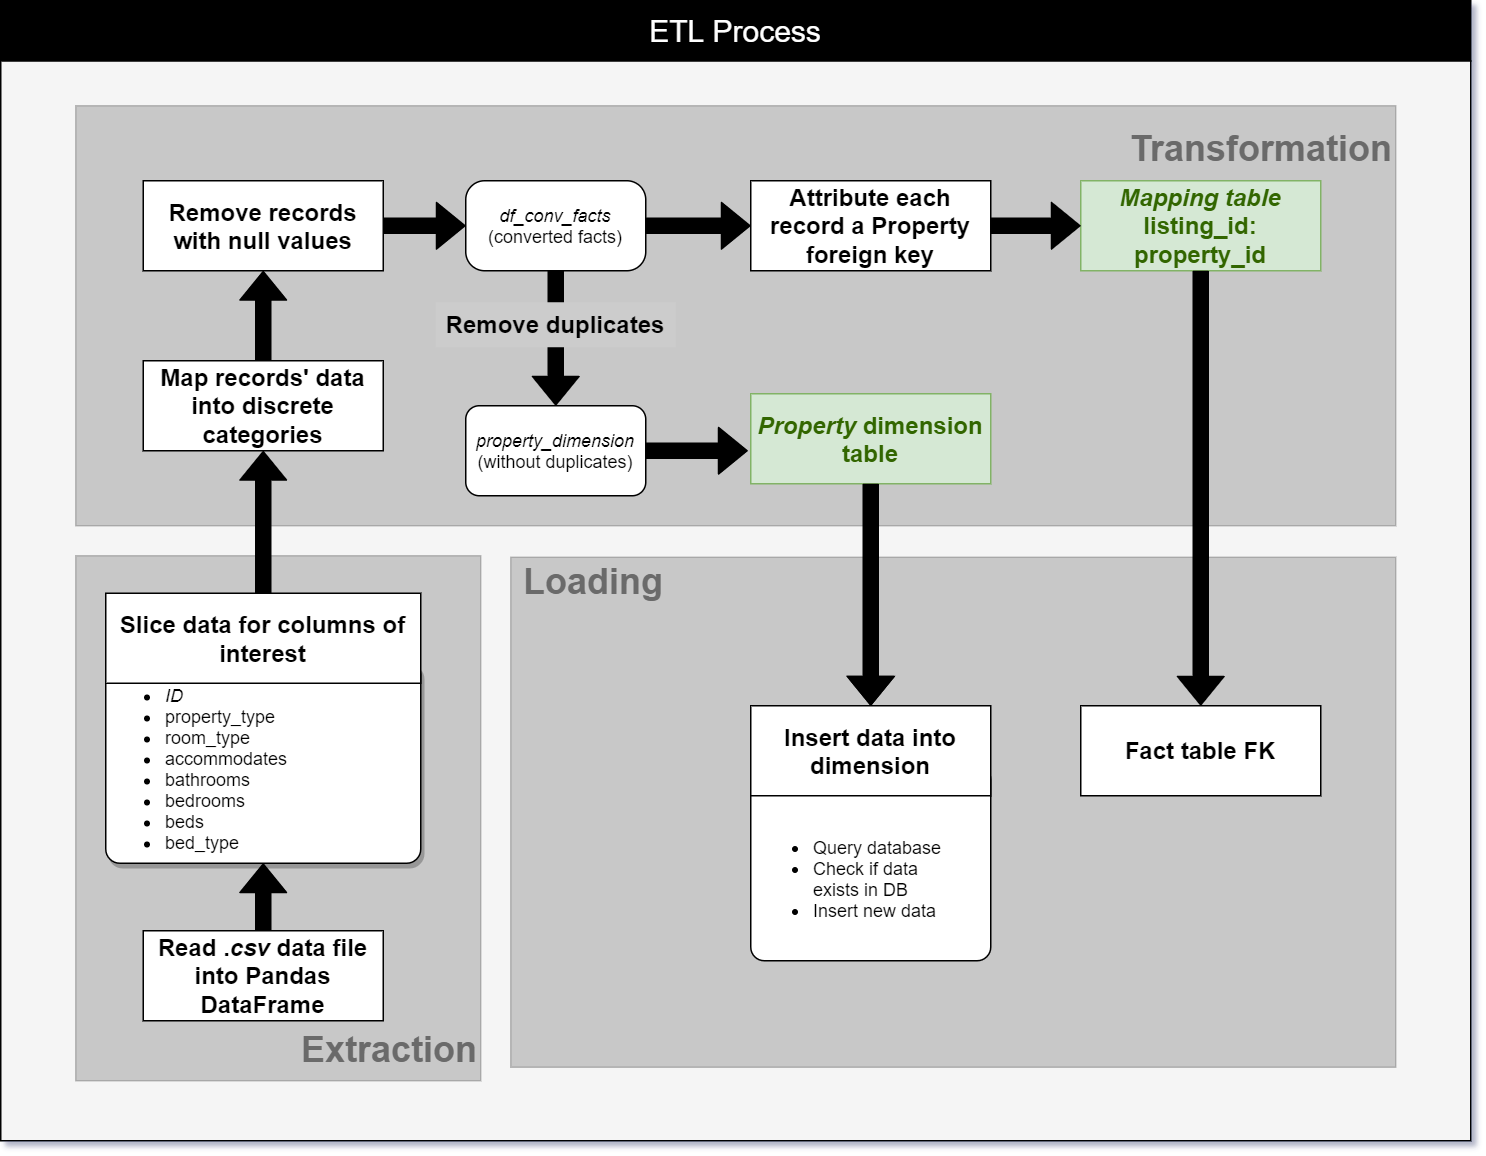 ETL Process
Transformation
Remove records
with null values
df_conv_facts
(converted facts)
Attribute each
record a Property
foreign key
Mapping table
listing_id:
property_id
Remove duplicates
Map records' data
into discrete
categories
property_dimension
(without duplicates)
Property dimension
table
Slice data for columns of
interest
• ID
• property_type
• room_type
• accommodates
• bathrooms
• bedrooms
• beds
• bed_type
Read .csv data file
into Pandas
DataFrame
Extraction
Loading
Insert data into
dimension
• Query database
• Check if data
exists in DB
• Insert new data
Fact table FK